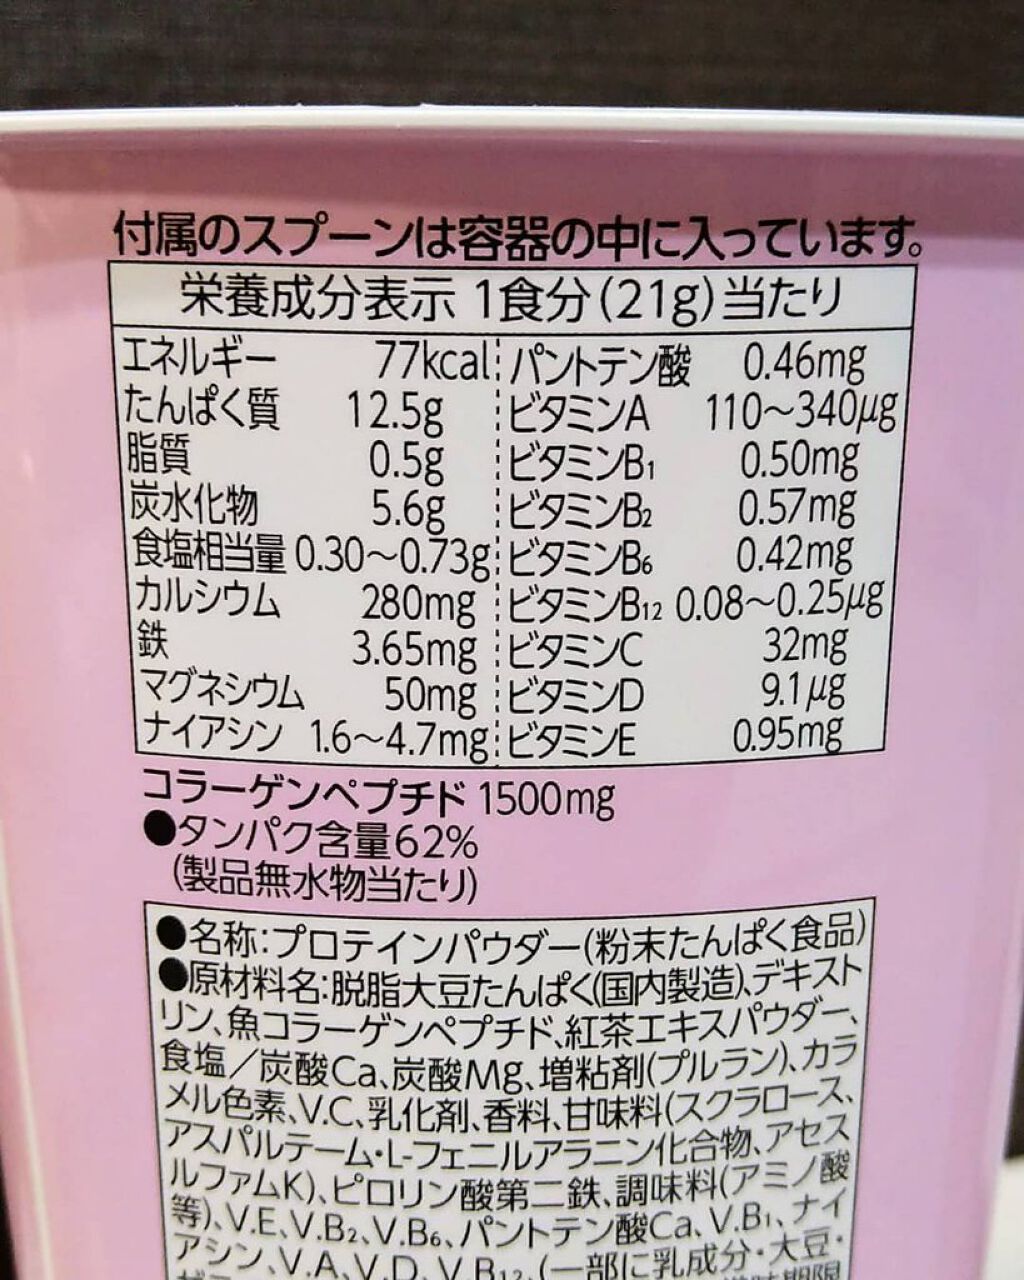 付属のスプーンは容器の中に入っています。
栄養成分表示 1食分(21g)当たり
エネルギー 77kcal パントテン酸 0.46mg
たんぱく質 12.5g ビタミンA 110～340μg
脂質 0.5g ビタミンB1 0.50mg
炭水化物 5.6g ビタミンB2 0.57mg
食塩相当量 0.30～0.73g ビタミンB6 0.42mg
カルシウム 280mg ビタミンB12 0.08～0.25μg
鉄 3.65mg ビタミンC 32mg
マグネシウム 50mg ビタミンD 9.1μg
ナイアシン 1.6～4.7mg ビタミンE 0.95mg
コラーゲンペプチド 1500mg
●タンパク含量62%
(製品無水物当たり)
●名称:プロテインパウダー(粉末たんぱく食品)
●原材料名:脱脂大豆たんぱく(国内製造)、デキスト
リン、魚コラーゲンペプチド、紅茶エキスパウダー、
食塩/炭酸Ca、炭酸Mg、増粘剤(プルラン)、カラ
メル色素、V.C、乳化剤、香料、甘味料(スクラロース、
アスパルテーム・L-フェニルアラニン化合物、アセス
ルファムK)、ピロリン酸第二鉄、調味料(アミノ酸
等)、V.E、V.B2、V.B6、パントテン酸Ca、V.B1、ナイ
アシン、V.A、V.D、V.B12、(一部に乳成分・大豆・